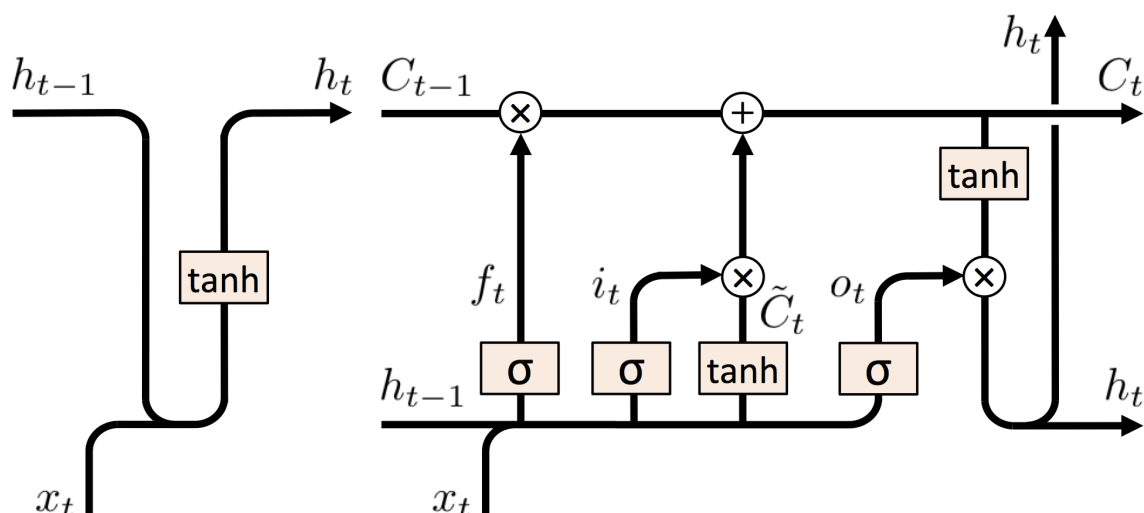 h_t
h_{t-1} h_t C_{t-1} C_t
× +
tanh
tanh
f_t i_t × o_t ×
C̃_t
σ σ tanh σ
h_{t-1} h_t
x_t x_t